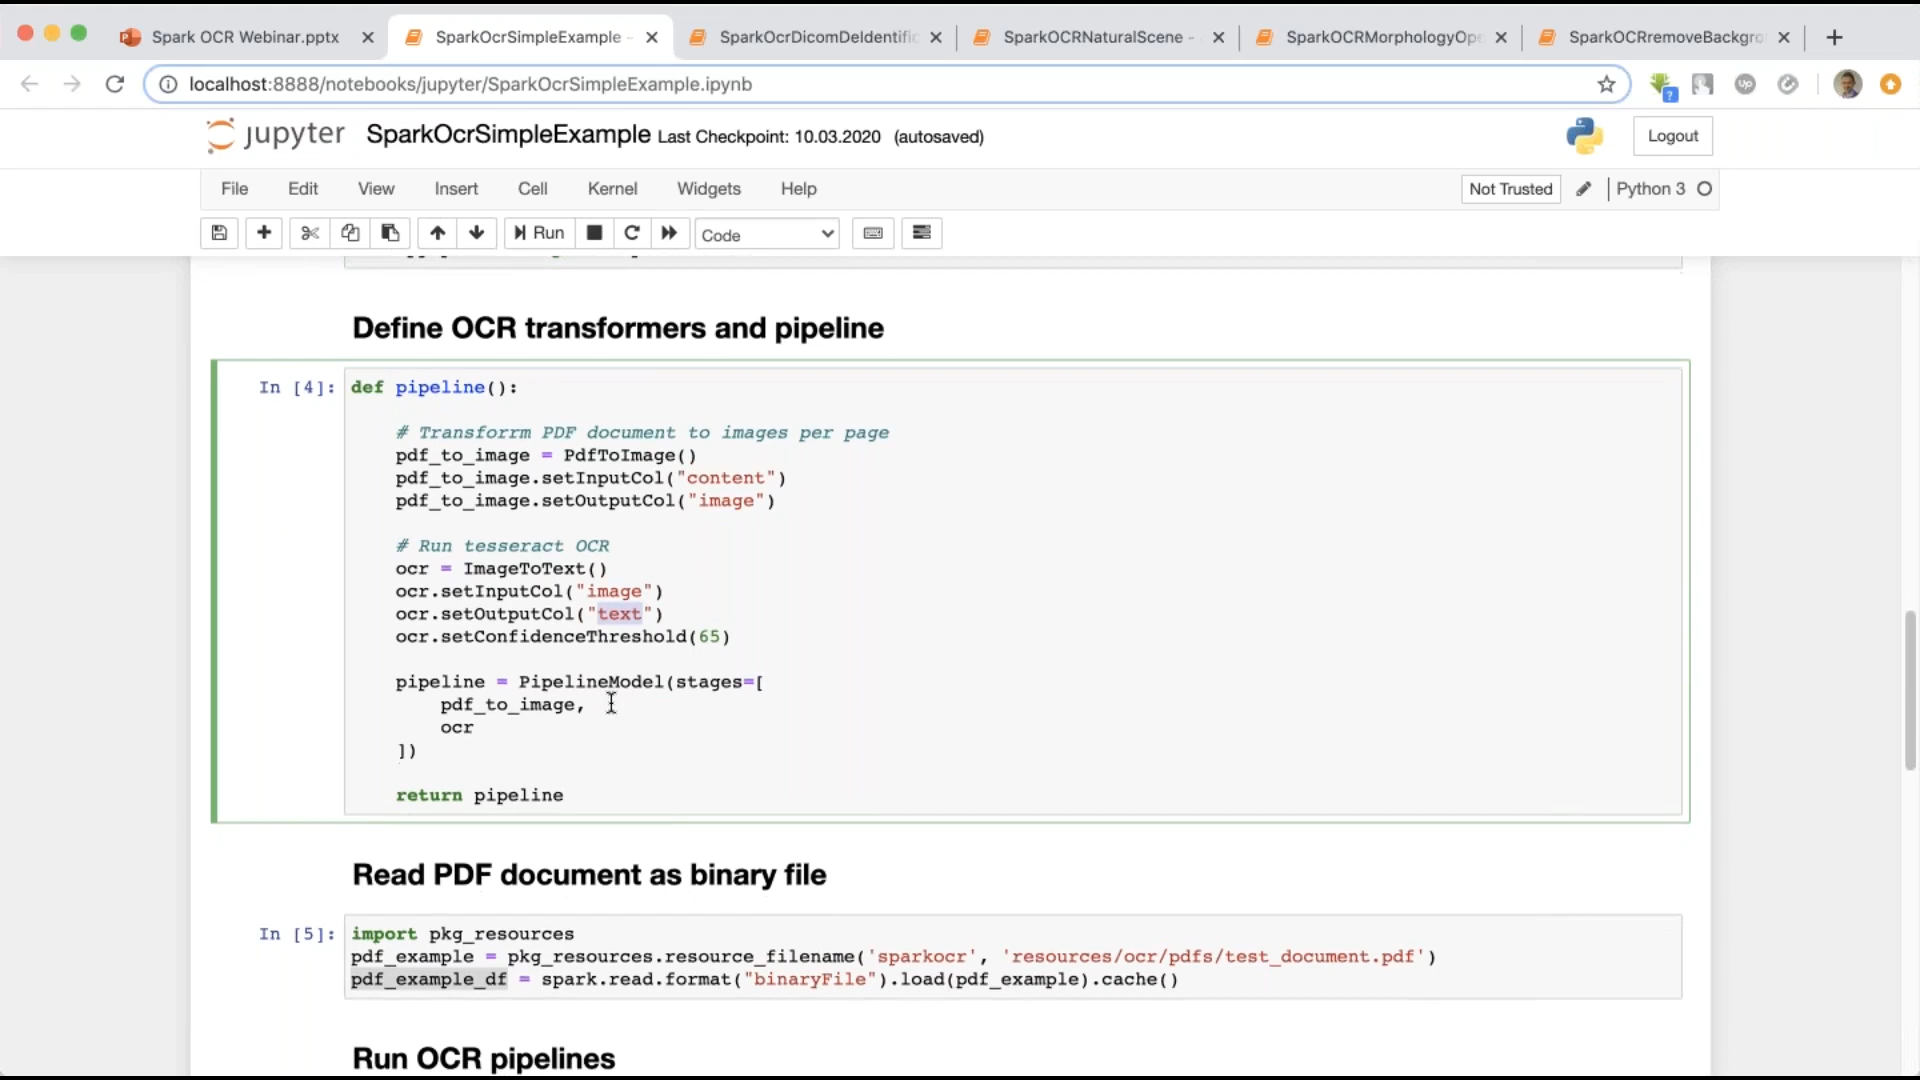 Spark OCR Webinar.pptx
SparkOcrSimpleExample -
SparkOcrDicomDeIdentific
SparkOCRNaturalScene -
SparkOCRMorphologyOpe
SparkOCRremoveBackgro
localhost:8888/notebooks/jupyter/SparkOcrSimpleExample.ipynb
jupyter SparkOcrSimpleExample Last Checkpoint: 10.03.2020 (autosaved)
Logout
File Edit View Insert Cell Kernel Widgets Help
Not Trusted Python 3
Run Code
Define OCR transformers and pipeline
In [4]: def pipeline():
# Transforrm PDF document to images per page
pdf_to_image = PdfToImage()
pdf_to_image.setInputCol("content")
pdf_to_image.setOutputCol("image")
# Run tesseract OCR
ocr = ImageToText()
ocr.setInputCol("image")
ocr.setOutputCol("text")
ocr.setConfidenceThreshold(65)
pipeline = PipelineModel(stages=[
pdf_to_image,
ocr
])
return pipeline
Read PDF document as binary file
In [5]: import pkg_resources
pdf_example = pkg_resources.resource_filename('sparkocr', 'resources/ocr/pdfs/test_document.pdf')
pdf_example_df = spark.read.format("binaryFile").load(pdf_example).cache()
Run OCR pipelines